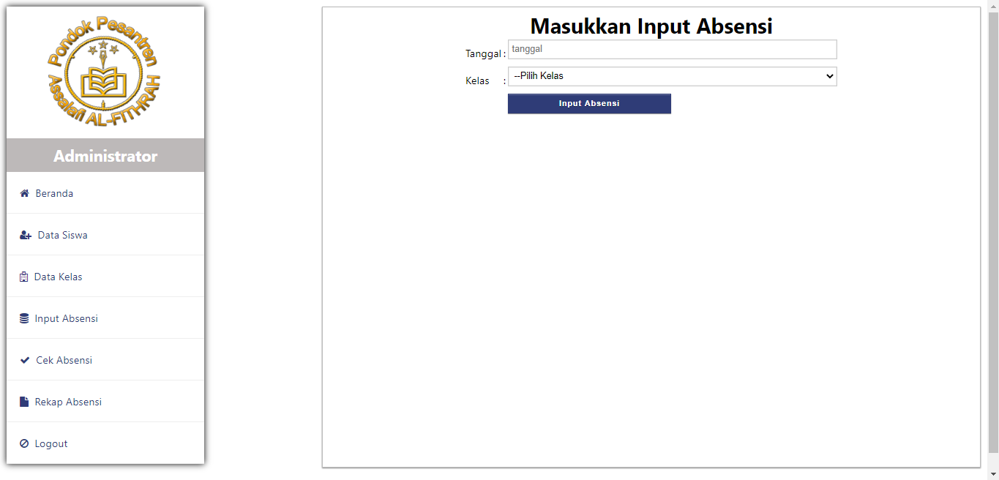 Pondok Pesantren
Assalafi AL-FITHRAH
Administrator
Beranda
Data Siswa
Data Kelas
Input Absensi
Cek Absensi
Rekap Absensi
Logout
Masukkan Input Absensi
Tanggal : tanggal
Kelas : --Pilih Kelas
Input Absensi